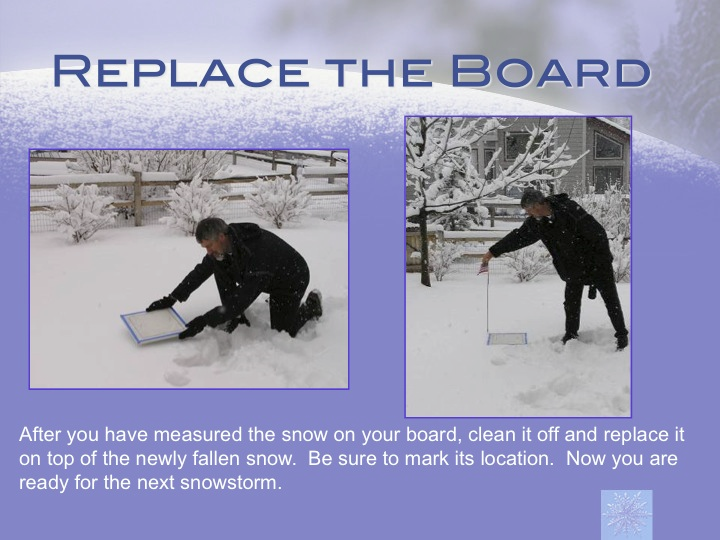 Replace the Board
After you have measured the snow on your board, clean it off and replace it
on top of the newly fallen snow.  Be sure to mark its location.  Now you are
ready for the next snowstorm.